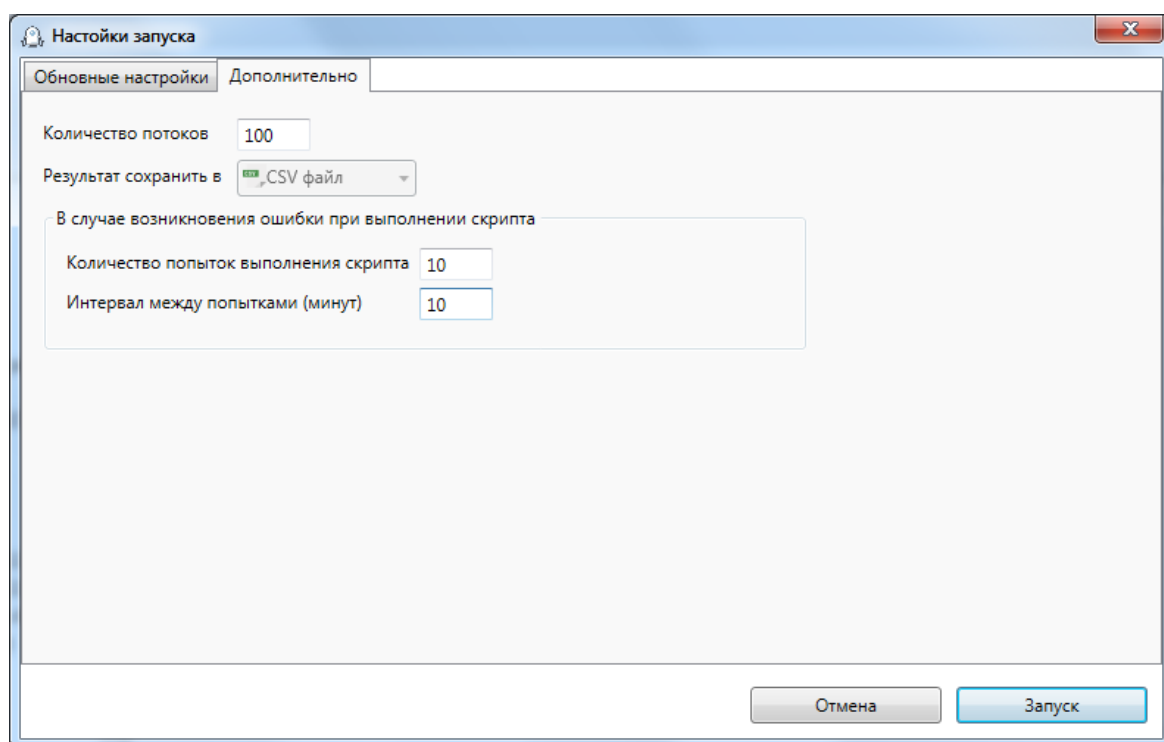 Настойки запуска
Обновные настройки Дополнительно
Количество потоков 100
Результат сохранить в CSV файл
В случае возникновения ошибки при выполнении скрипта
Количество попыток выполнения скрипта 10
Интервал между попытками (минут) 10
Отмена Запуск